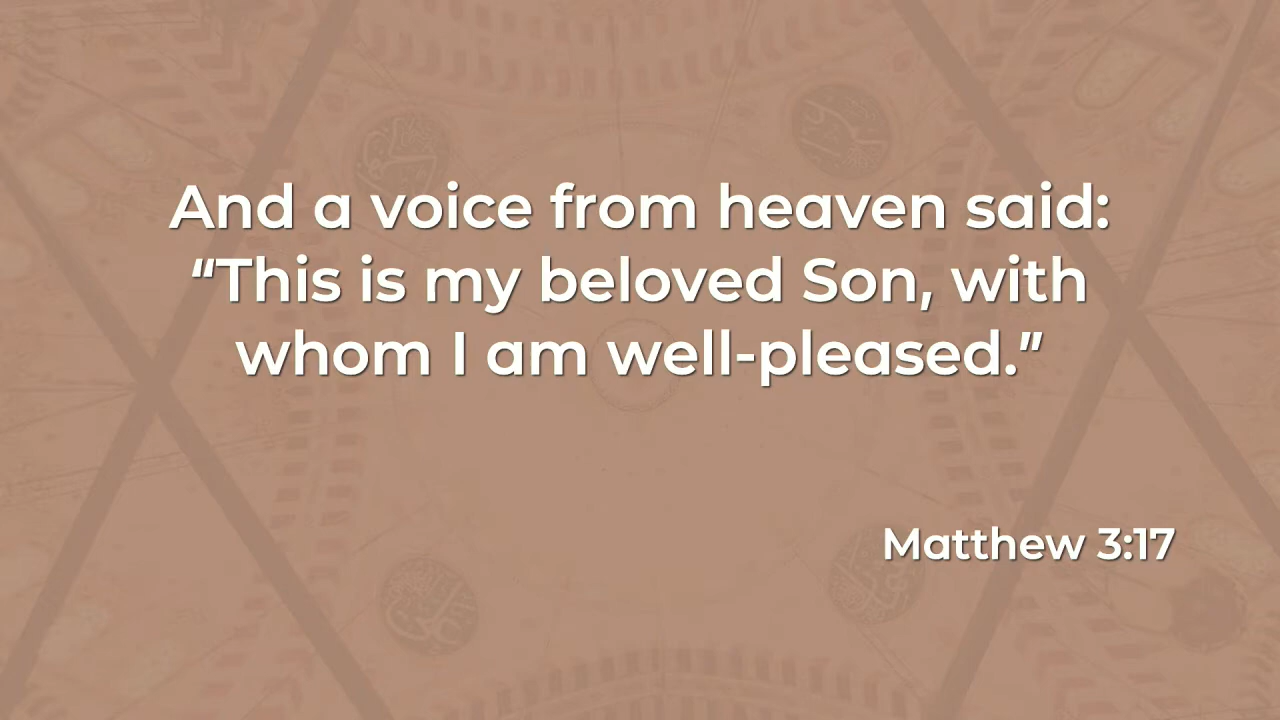 And a voice from heaven said:
“This is my beloved Son, with
whom I am well-pleased.”
Matthew 3:17